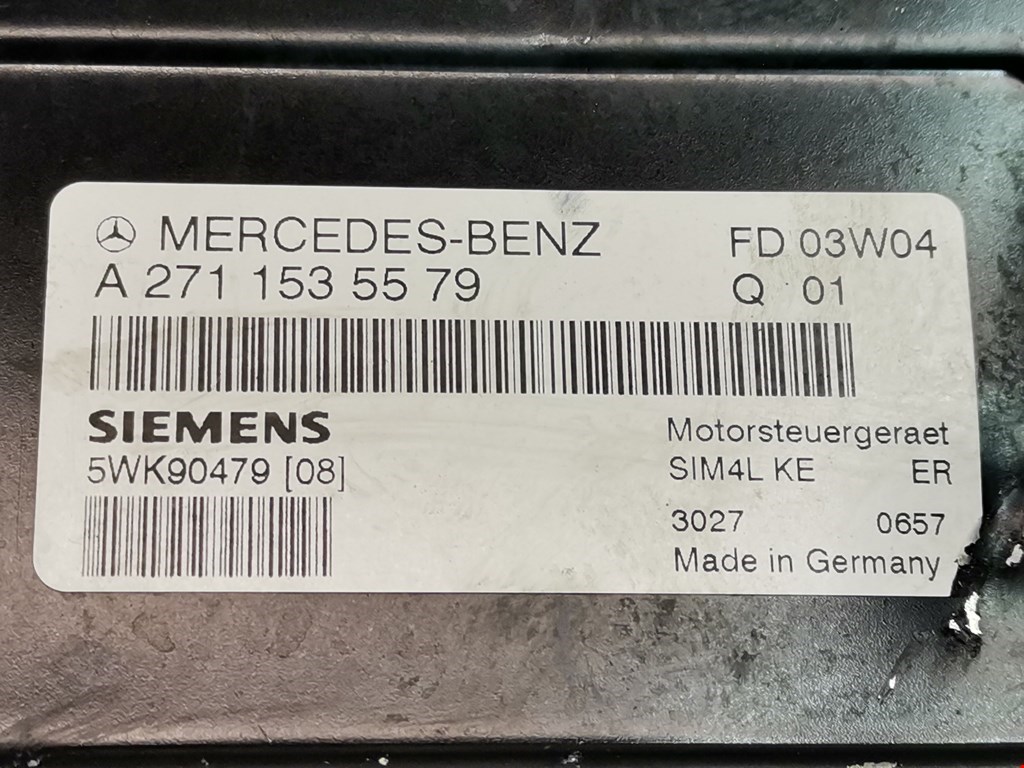 MERCEDES-BENZ FD 03W04
A 271 153 55 79 Q 01
SIEMENS Motorsteuergeraet
5WK90479 [08] SIM4L KE ER
3027 0657
Made in Germany